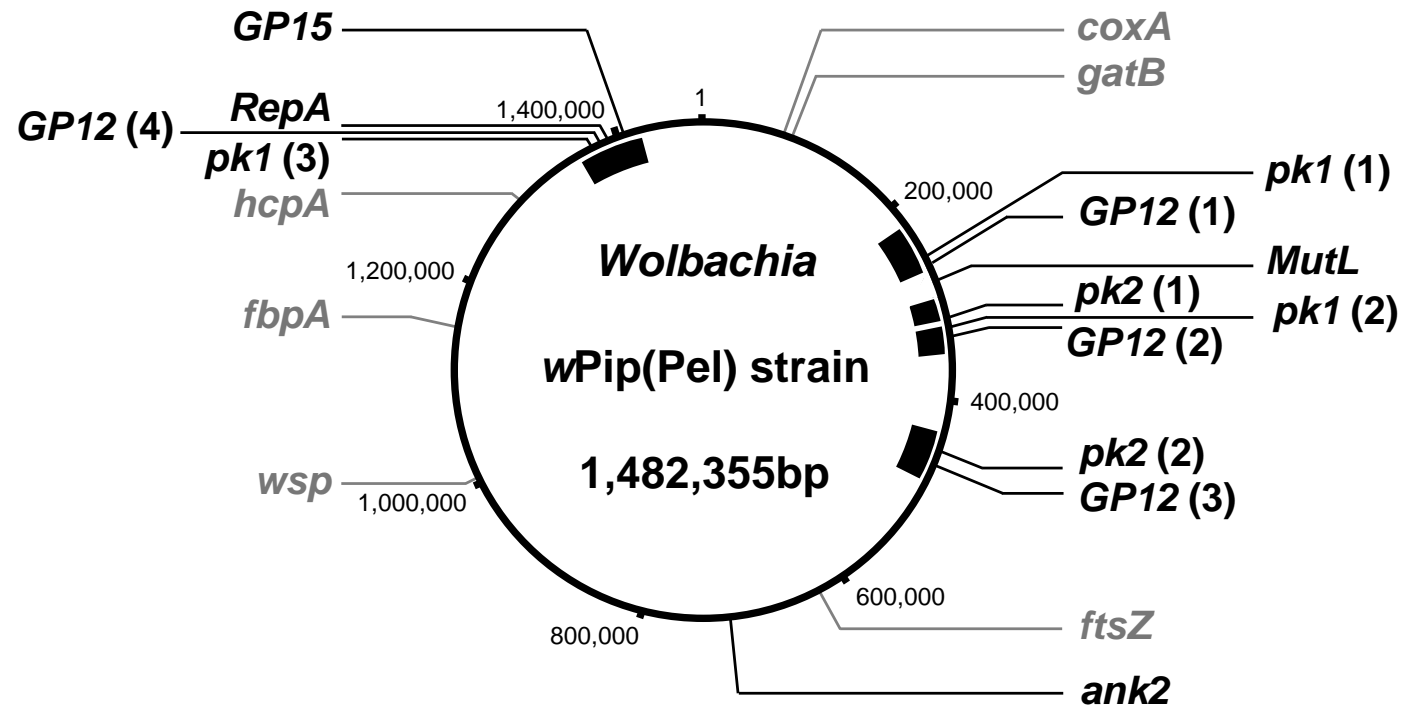 GP15
coxA
gatB
1
1,400,000
RepA
GP12 (4)
pk1 (3)
hcpA
200,000
pk1 (1)
GP12 (1)
MutL
pk2 (1)
pk1 (2)
GP12 (2)
Wolbachia
1,200,000
fbpA
wPip(Pel) strain
400,000
1,482,355bp
pk2 (2)
GP12 (3)
wsp
1,000,000
600,000
ftsZ
800,000
ank2